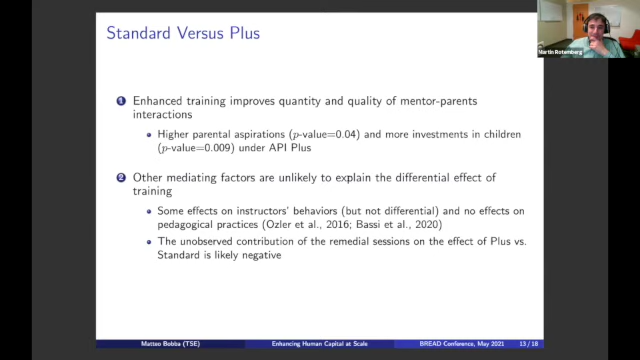 Standard Versus Plus
Martin Rotemberg
1 Enhanced training improves quantity and quality of mentor-parents
interactions
Higher parental aspirations (p-value=0.04) and more investments in children
(p-value=0.009) under API Plus
2 Other mediating factors are unlikely to explain the differential effect of
training
Some effects on instructors' behaviors (but not differential) and no effects on
pedagogical practices (Ozler et al., 2016; Bassi et al., 2020)
The unobserved contribution of the remedial sessions on the effect of Plus vs.
Standard is likely negative
Matteo Bobba (TSE) Enhancing Human Capital at Scale BREAD Conference, May 2021 13 / 18